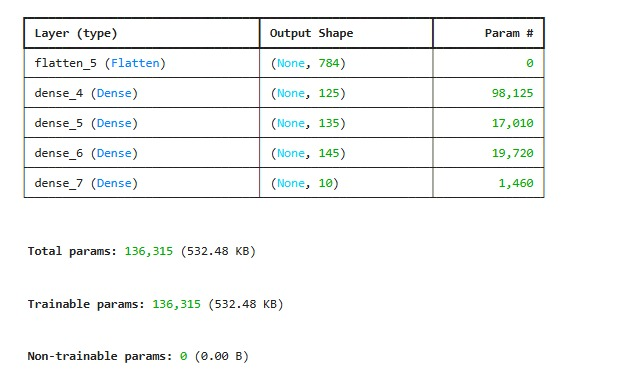 Layer (type) Output Shape Param #
flatten_5 (Flatten) (None, 784) 0
dense_4 (Dense) (None, 125) 98,125
dense_5 (Dense) (None, 135) 17,010
dense_6 (Dense) (None, 145) 19,720
dense_7 (Dense) (None, 10) 1,460
Total params: 136,315 (532.48 KB)
Trainable params: 136,315 (532.48 KB)
Non-trainable params: 0 (0.00 B)